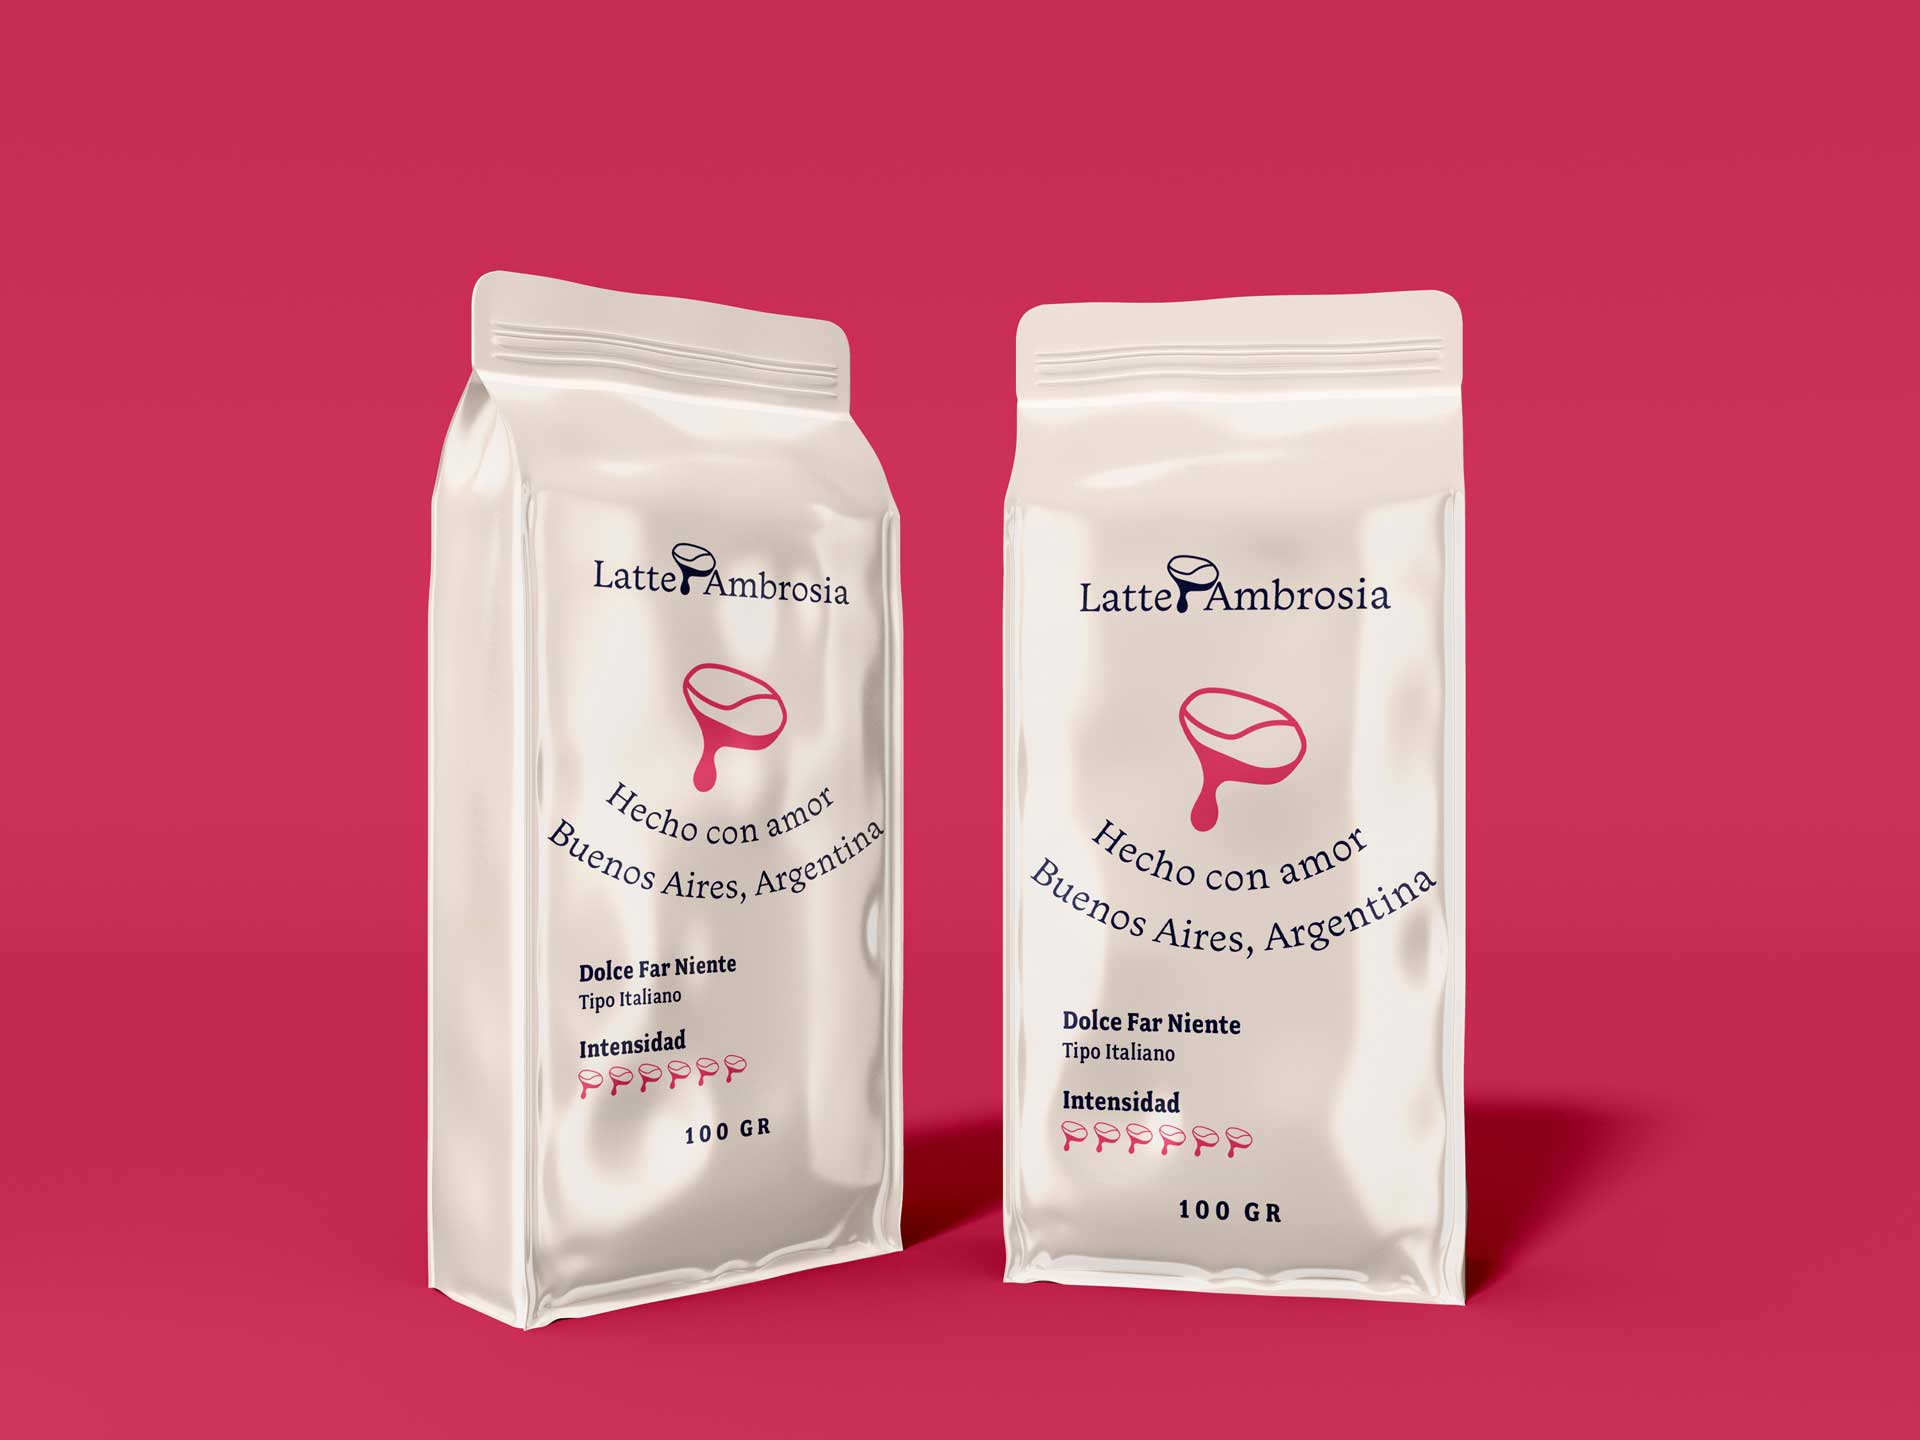 Latte Ambrosia
Hecho con amor
Buenos Aires, Argentina
Dolce Far Niente
Tipo Italiano
Intensidad
100 GR
Latte Ambrosia
Hecho con amor
Buenos Aires, Argentina
Dolce Far Niente
Tipo Italiano
Intensidad
100 GR